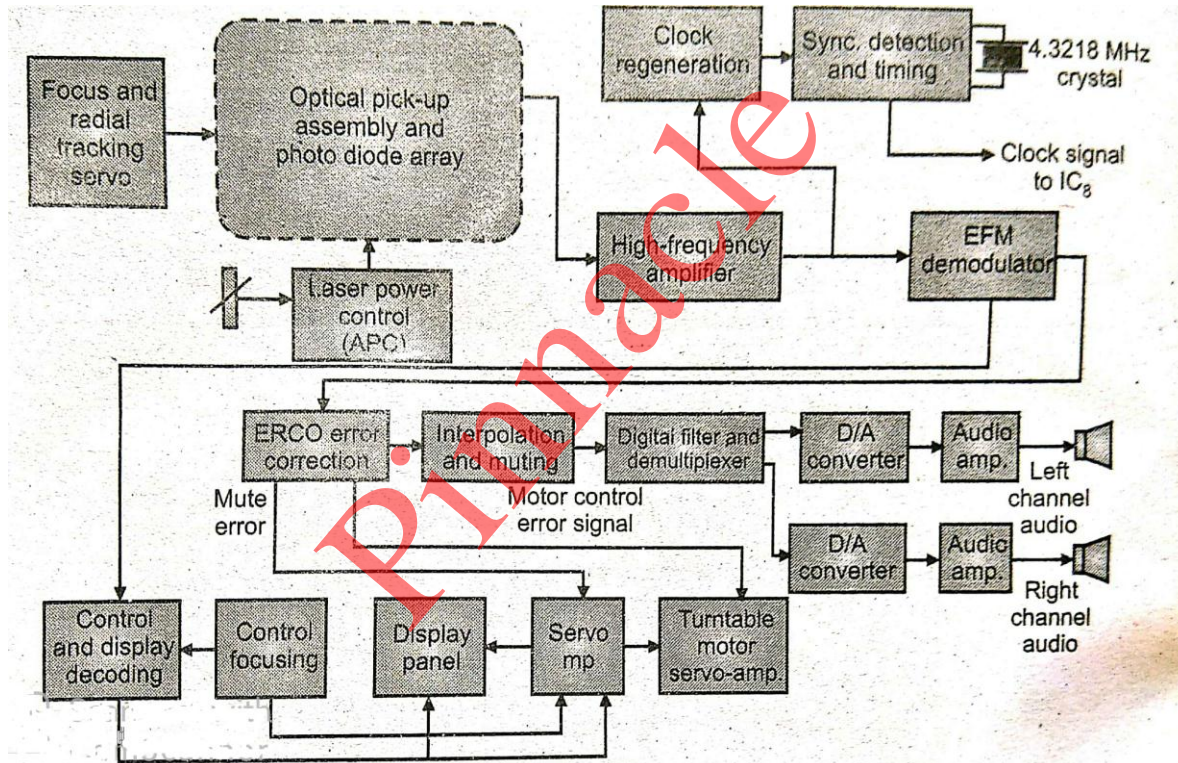 Focus and
radial
tracking
servo
Optical pick-up
assembly and
photo diode array
Clock
regeneration
Sync. detection
and timing
4.3218 MHz
crystal
Clock signal
to IC8
High-frequency
amplifier
EFM
demodulator
Laser power
control
(APC)
ERCO error
correction
Interpolation
and muting
Digital filter and
demultiplexer
D/A
converter
Audio
amp.
Left
channel
audio
Mute
error
Motor control
error signal
D/A
converter
Audio
amp.
Right
channel
audio
Control
and display
decoding
Control
focusing
Display
panel
Servo
mp
Turntable
motor
servo-amp.
Pinnacle